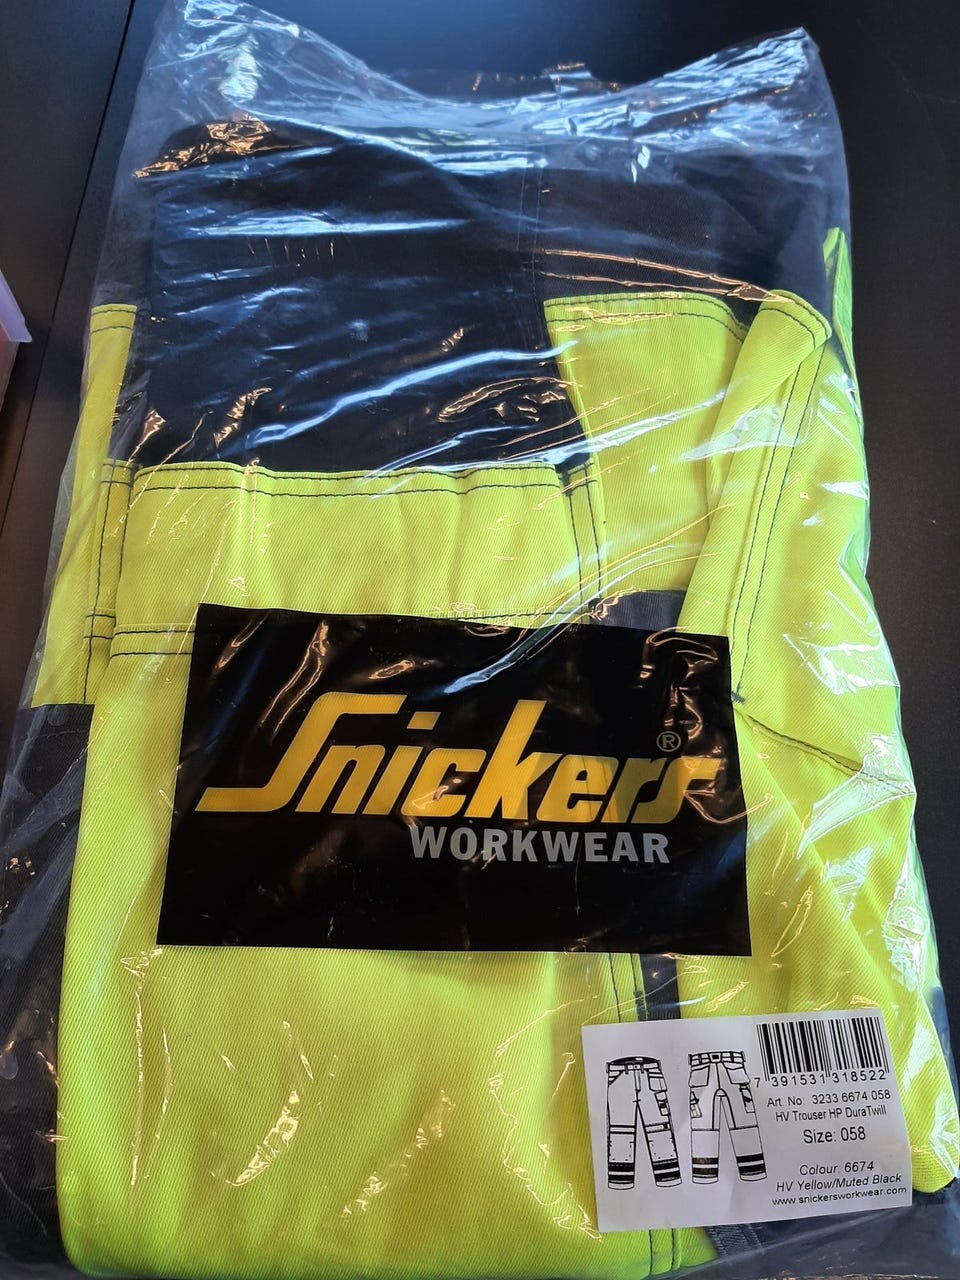 Snickers®
WORKWEAR
7 391531 318522
Art. No: 3233 6674 058
HV Trouser HP DuraTwill
Size: 058
Colour: 6674
HV Yellow/Muted Black
www.snickersworkwear.com